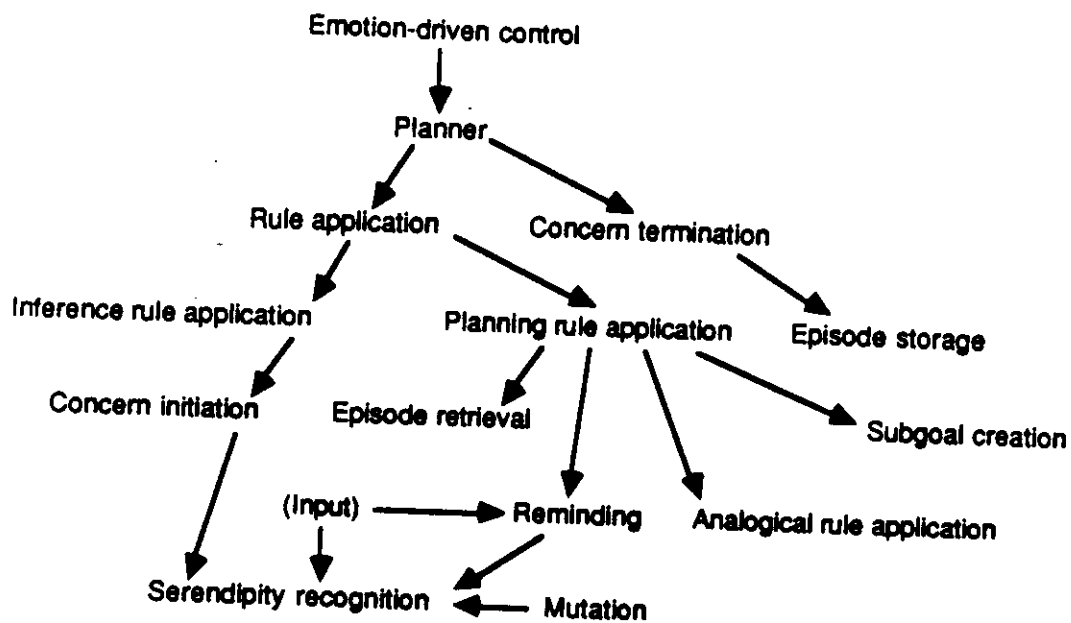 Emotion-driven control
Planner
Rule application
Concern termination
Inference rule application
Planning rule application
Episode storage
Concern initiation
Episode retrieval
Subgoal creation
(Input)
Reminding
Analogical rule application
Serendipity recognition
Mutation